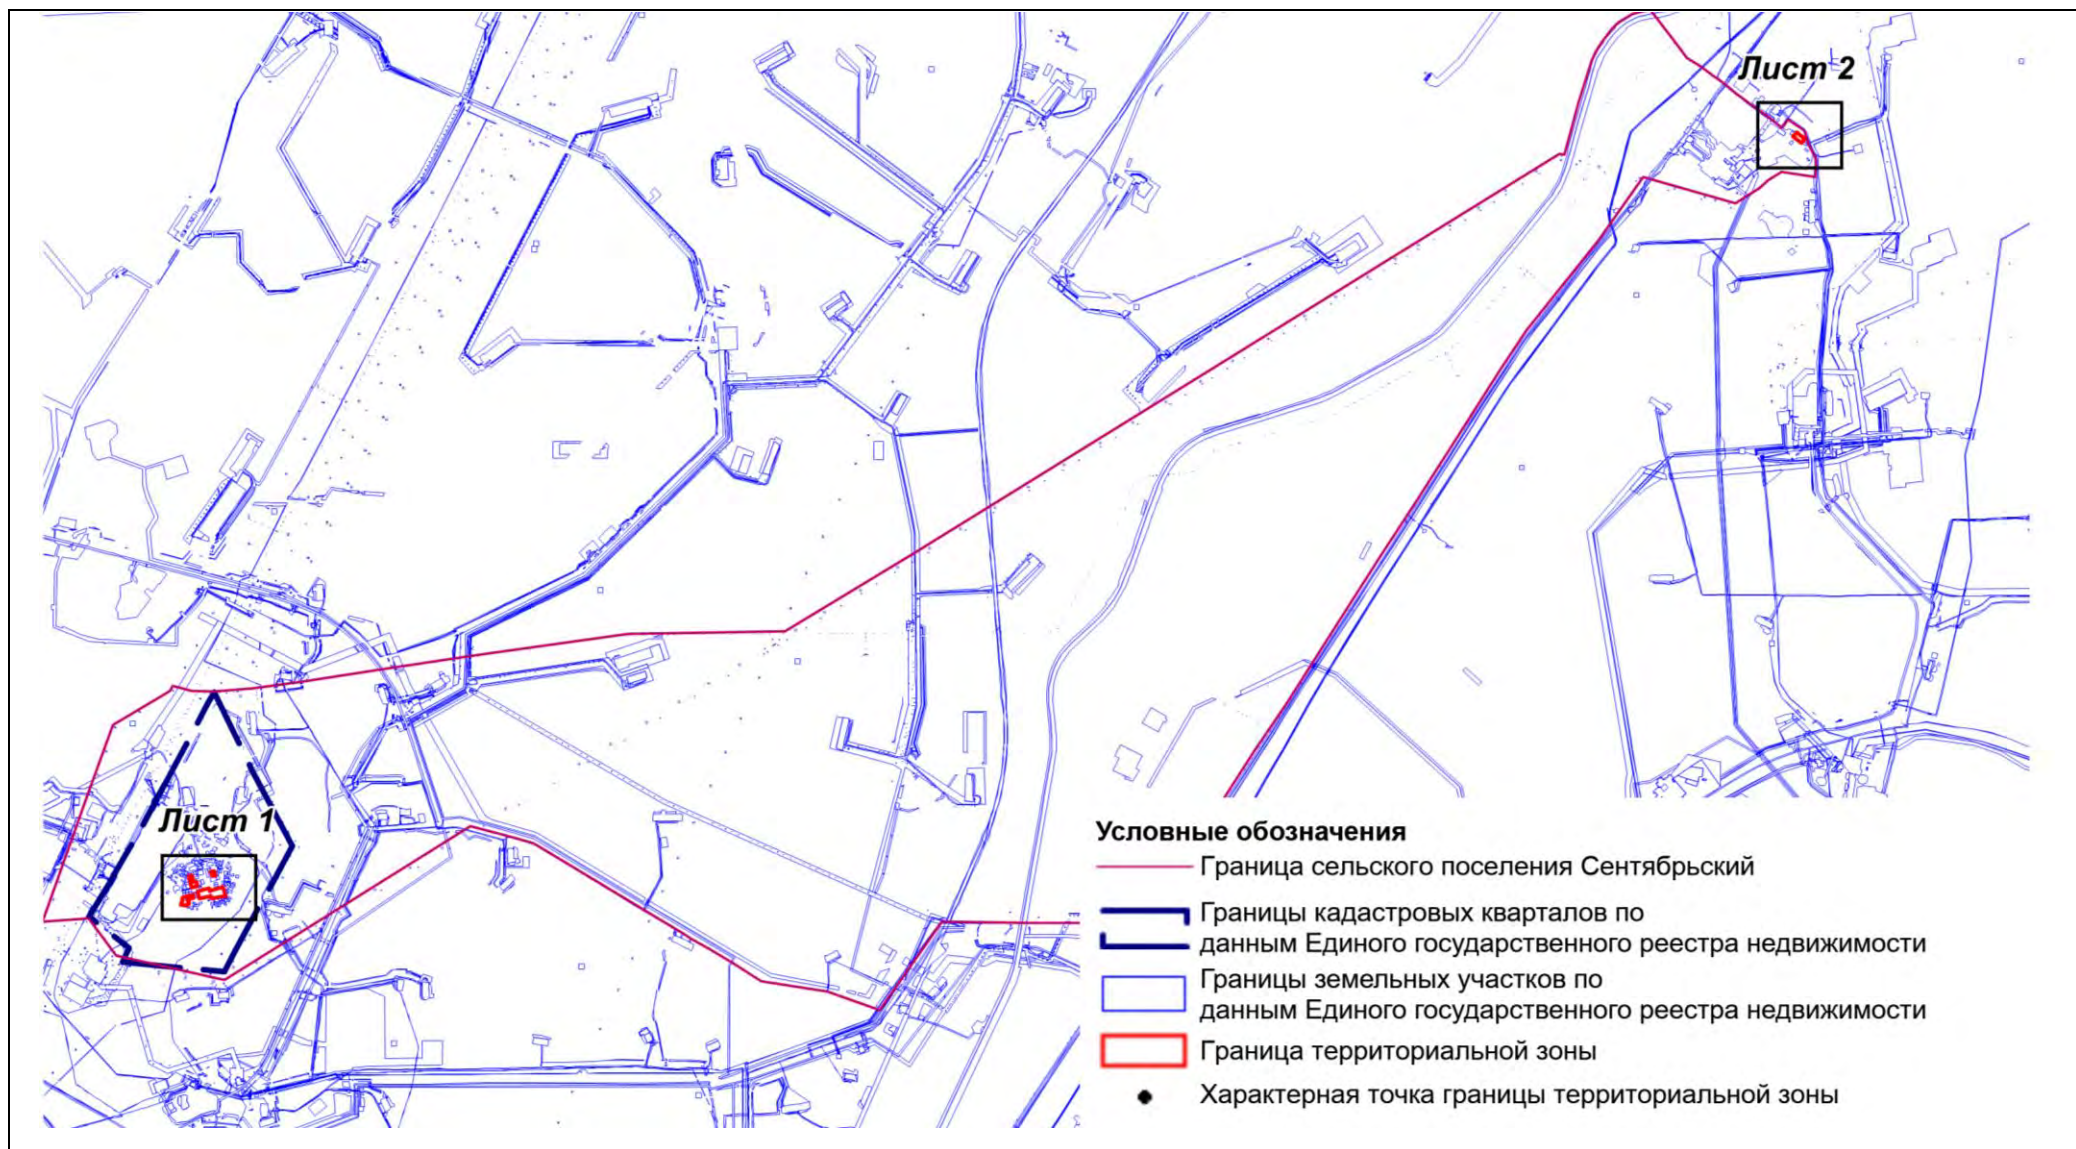 Лист 2
Лист 1
Условные обозначения
Граница сельского поселения Сентябрьский
Границы кадастровых кварталов по
данным Единого государственного реестра недвижимости
Границы земельных участков по
данным Единого государственного реестра недвижимости
Граница территориальной зоны
Характерная точка границы территориальной зоны